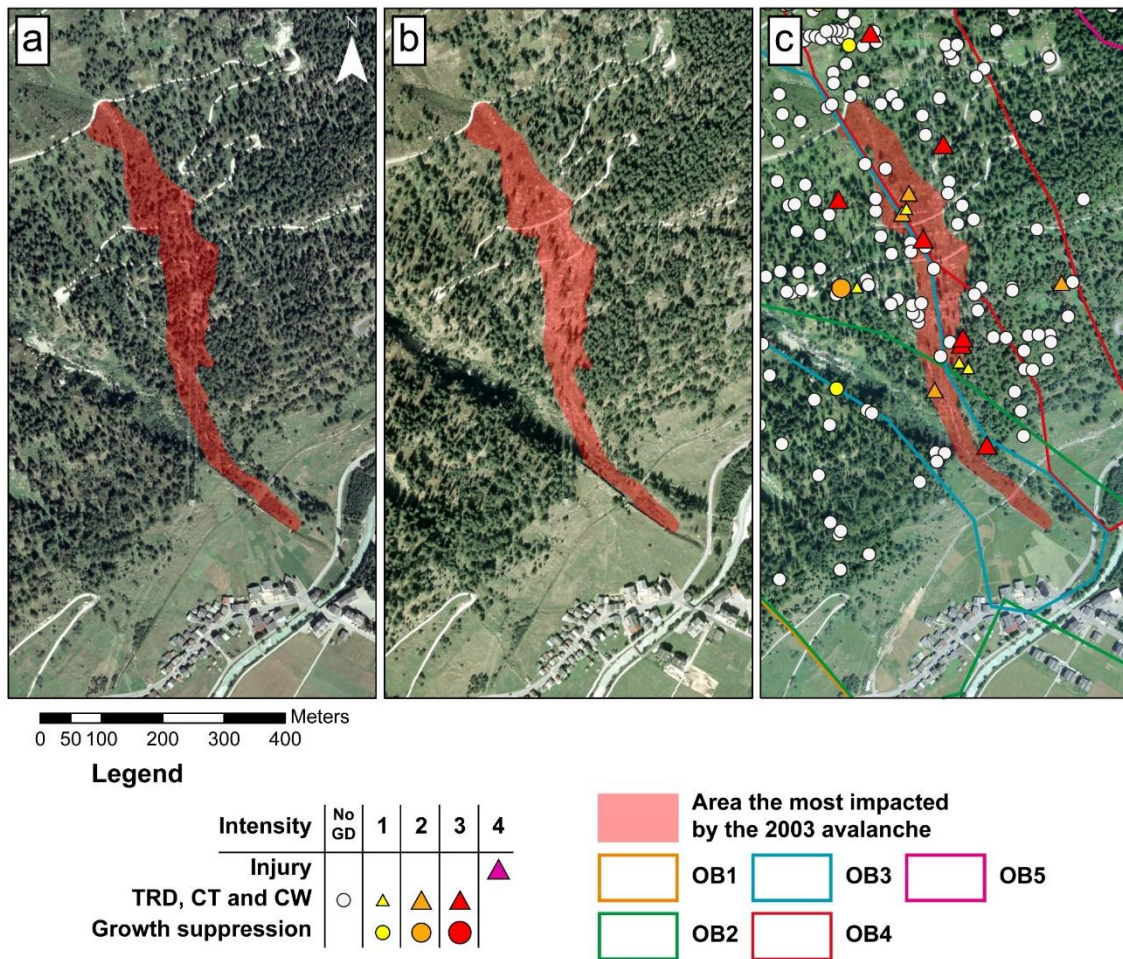 a
b
c
N
Meters
0 50 100 200 300 400
Legend
Intensity No GD 1 2 3 4
Injury
TRD, CT and CW
Growth suppression
Area the most impacted
by the 2003 avalanche
OB1 OB3 OB5
OB2 OB4